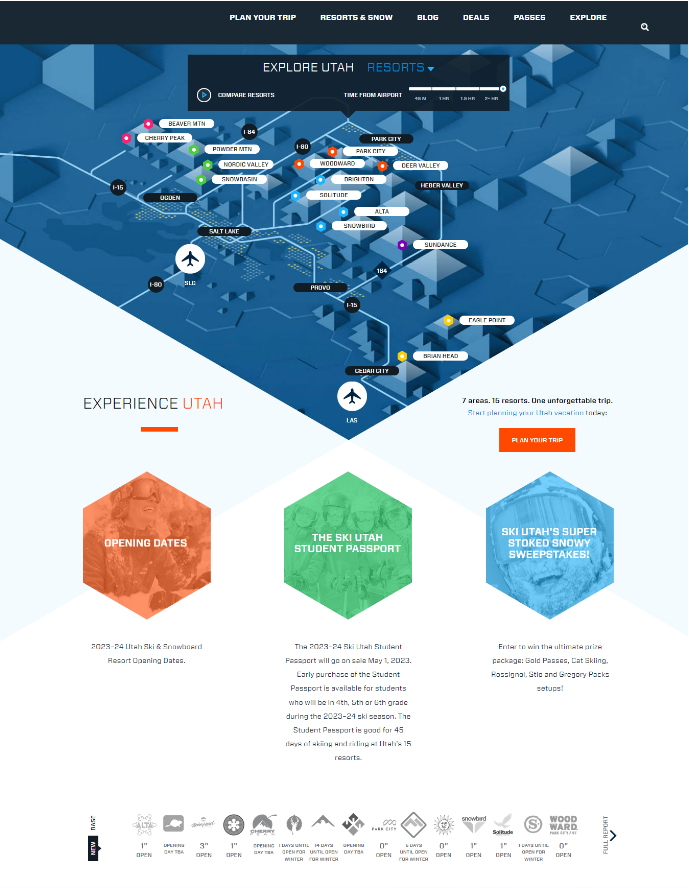 PLAN YOUR TRIP RESORTS & SNOW BLOG DEALS PASSES EXPLORE
EXPLORE UTAH RESORTS
COMPARE RESORTS TIME FROM AIRPORT
45 M 1 HR 1.5 HR 2+ HR
BEAVER MTN
I-84
CHERRY PEAK
PARK CITY
POWDER MTN
I-80
PARK CITY
NORDIC VALLEY
WOODWARD
DEER VALLEY
SNOWBASIN
BRIGHTON
I-15
HEBER VALLEY
OGDEN
SOLITUDE
ALTA
SNOWBIRD
SALT LAKE
SUNDANCE
SLC
I-80
184
PROVO
I-15
EAGLE POINT
BRIAN HEAD
CEDAR CITY
LAS
EXPERIENCE UTAH
7 areas. 15 resorts. One unforgettable trip.
Start planning your Utah vacation today!
PLAN YOUR TRIP
OPENING DATES
THE SKI UTAH
STUDENT PASSPORT
SKI UTAH'S SUPER
STOKED SNOWY
SWEEPSTAKES!
2023-24 Utah Ski & Snowboard
Resort Opening Dates.
The 2023-24 Ski Utah Student
Passport will go on sale May 1, 2023.
Early purchase of the Student
Passport is available for students
who will be in 4th, 5th or 6th grade
during the 2023-24 ski season. The
Student Passport is good for 45
days of skiing and riding at Utah's 15
resorts.
Enter to win the ultimate prize
package: Gold Passes, Cat Skiing,
Rossignol, Stio and Gregory Packs
setups!
BASE
NEW
ALTA
CHERRY
PARK CITY
snowbird
Solitude
WOOD
WARD
PARK CITY
1"
OPEN
OPENING
DAY TBA
3"
OPEN
1"
OPEN
OPENING
DAY TBA
1 DAYS UNTIL
OPEN FOR
WINTER
14 DAYS
UNTIL OPEN
FOR WINTER
OPENING
DAY TBA
0"
OPEN
5 DAYS
UNTIL OPEN
FOR WINTER
0"
OPEN
1"
OPEN
1"
OPEN
1 DAYS UNTIL
OPEN FOR
WINTER
0"
OPEN
FULL REPORT